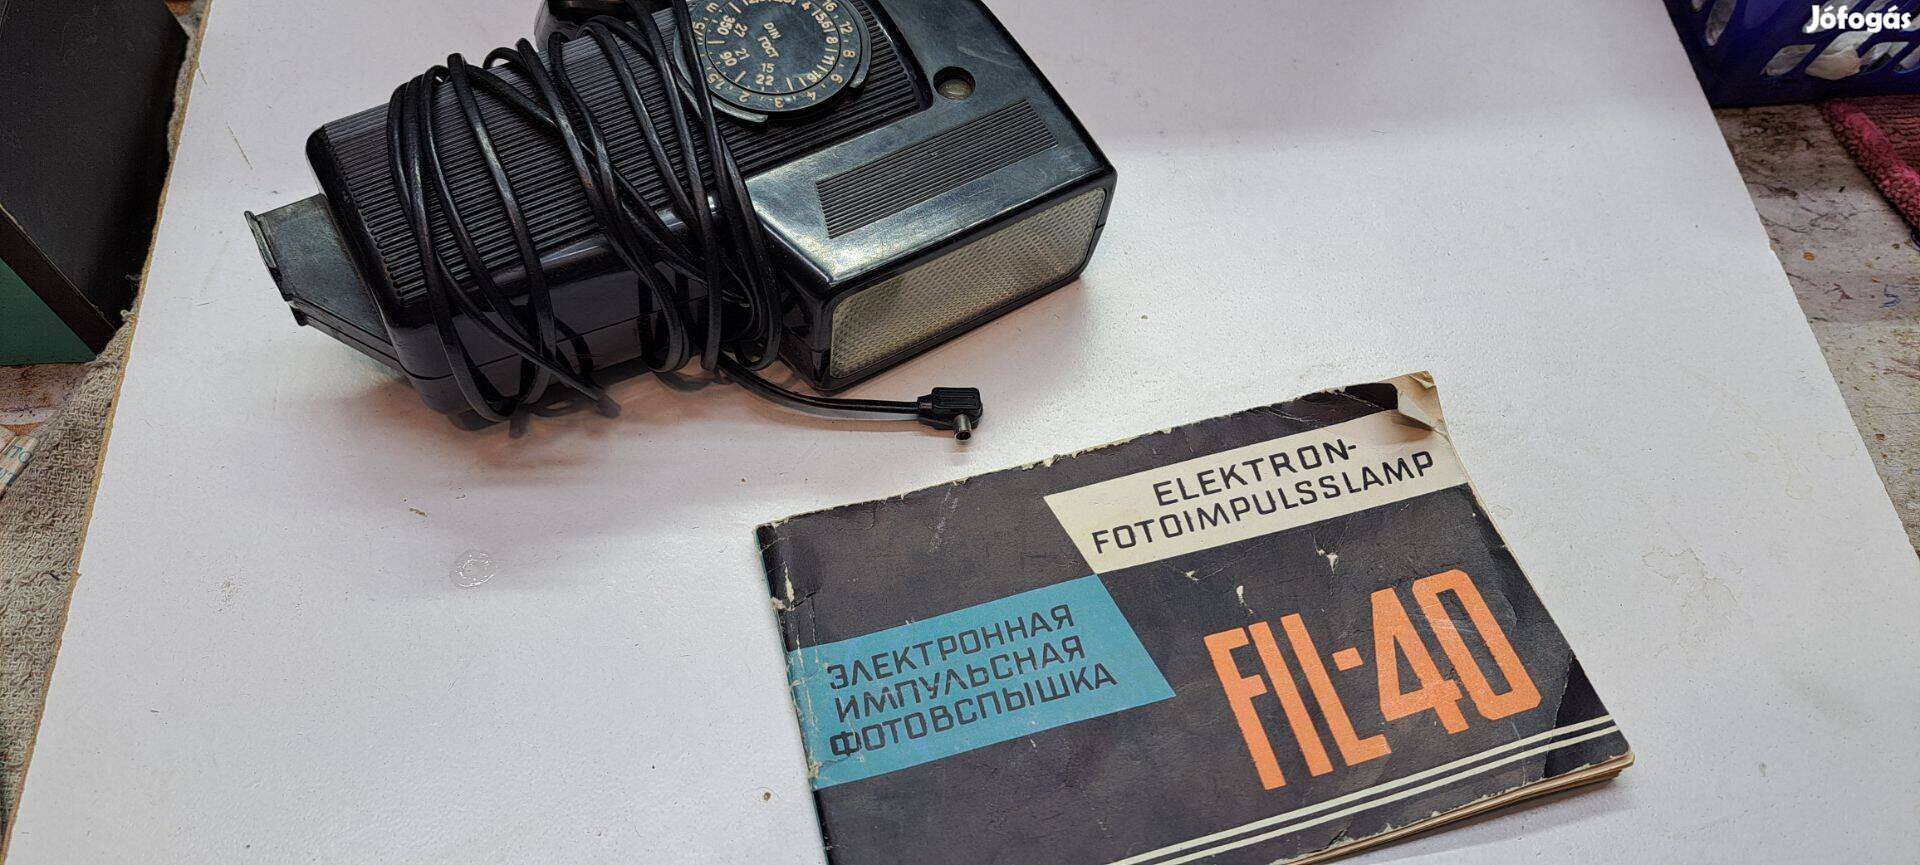 Jófogás
DIN
ГОСТ
ELEKTRON-
FOTOIMPULSSLAMP
ЭЛЕКТРОННАЯ
ИМПУЛЬСНАЯ
ФОТОВСПЫШКА
FIL-40